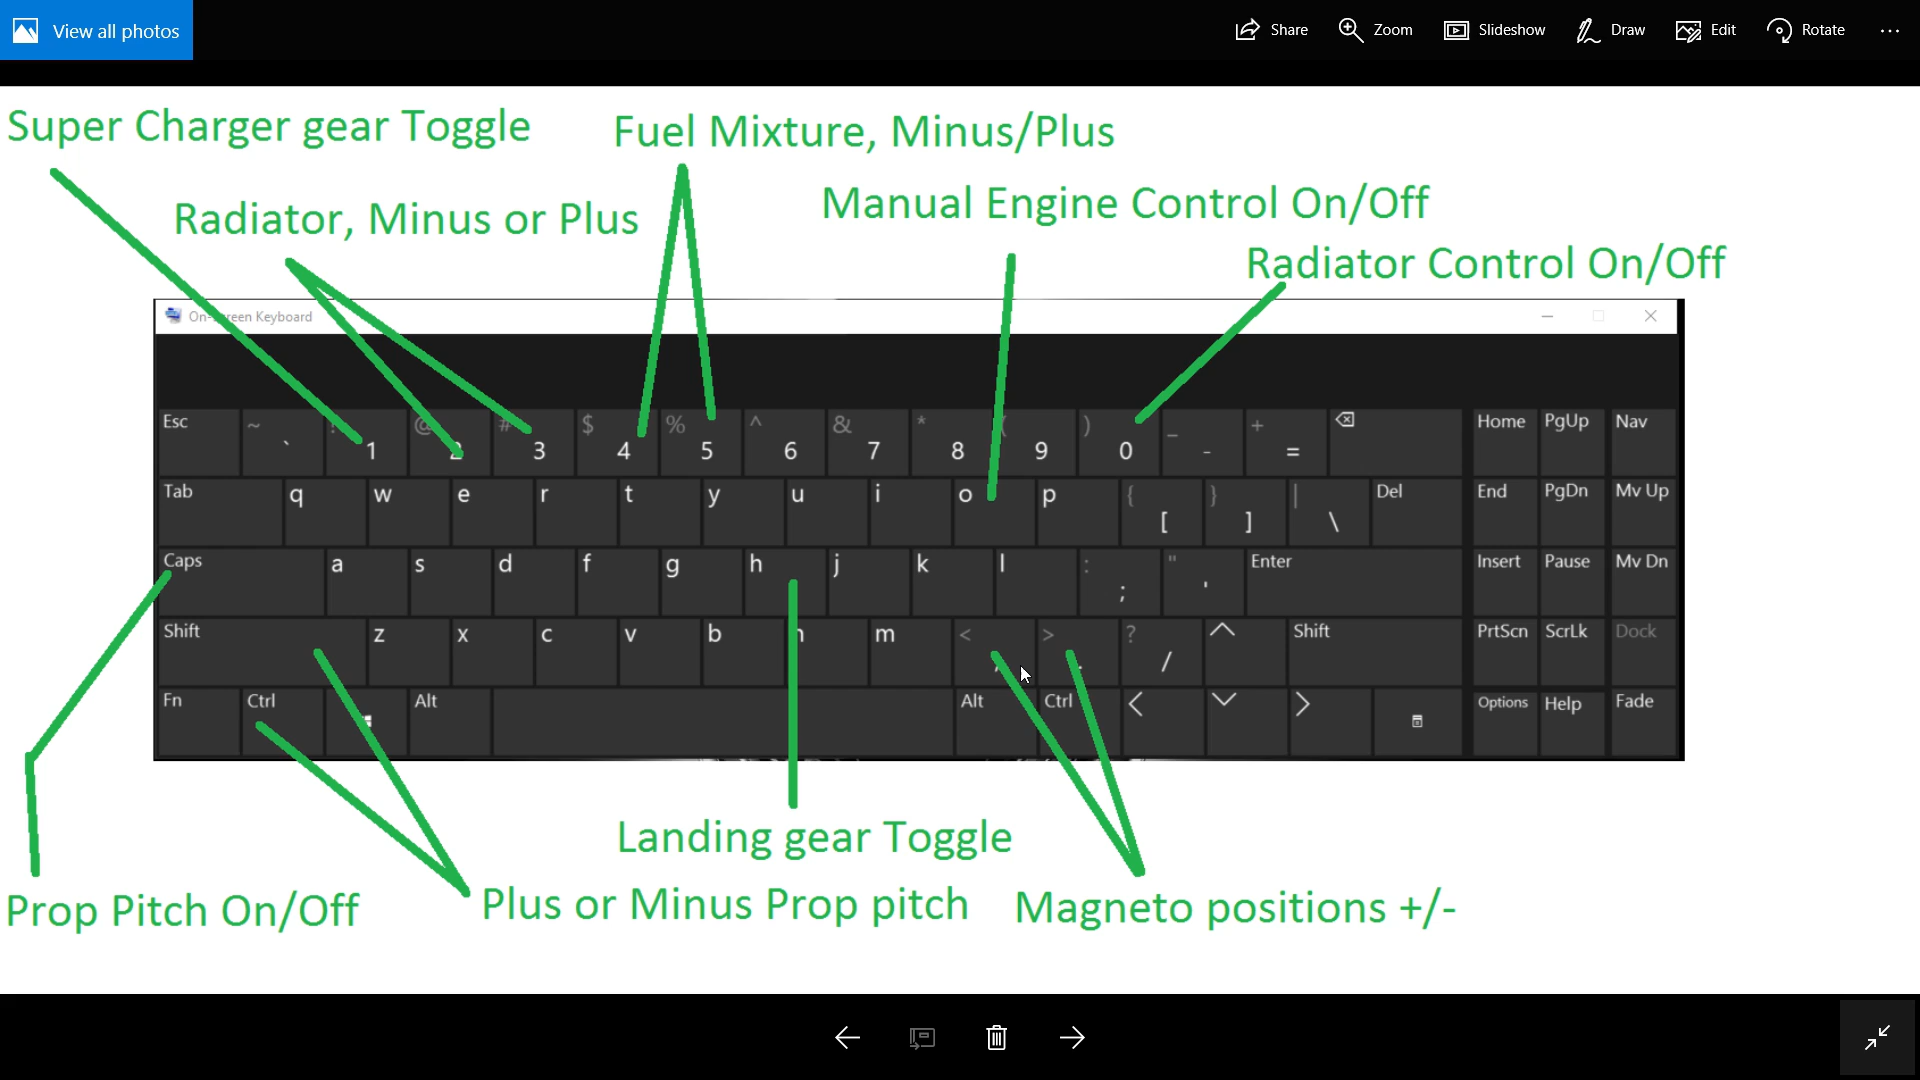 View all photos
Share Zoom Slideshow Draw Edit Rotate ...
Super Charger gear Toggle
Fuel Mixture, Minus/Plus
Radiator, Minus or Plus
Manual Engine Control On/Off
Radiator Control On/Off
On-Screen Keyboard
Esc ~ ` ! 1 @ 2 # 3 $ 4 % 5 ^ 6 & 7 * 8 ( 9 ) 0 _ - + = Home PgUp Nav
Tab q w e r t y u i o p { [ } ] | \ Del End PgDn Mv Up
Caps a s d f g h j k l : ; " ' Enter Insert Pause Mv Dn
Shift z x c v b n m < , > . ? / Shift PrtScn ScrLk Dock
Fn Ctrl Alt Alt Ctrl Options Help Fade
Landing gear Toggle
Prop Pitch On/Off
Plus or Minus Prop pitch
Magneto positions +/-